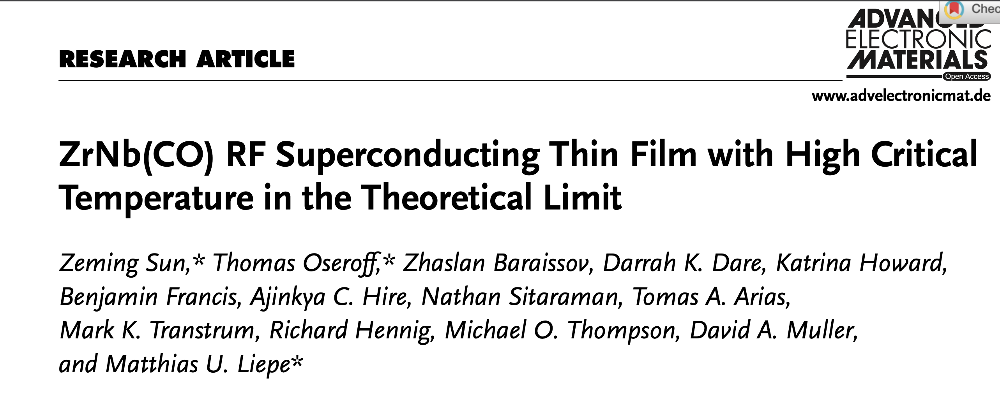 Chec
ELECTRONIC
MATERIALS
Open Access
RESEARCH ARTICLE
www.advelectronicmat.de
ZrNb(CO) RF Superconducting Thin Film with High Critical
Temperature in the Theoretical Limit
Zeming Sun,* Thomas Oseroff,* Zhaslan Baraissov, Darrah K. Dare, Katrina Howard,
Benjamin Francis, Ajinkya C. Hire, Nathan Sitaraman, Tomas A. Arias,
Mark K. Transtrum, Richard Hennig, Michael O. Thompson, David A. Muller,
and Matthias U. Liepe*